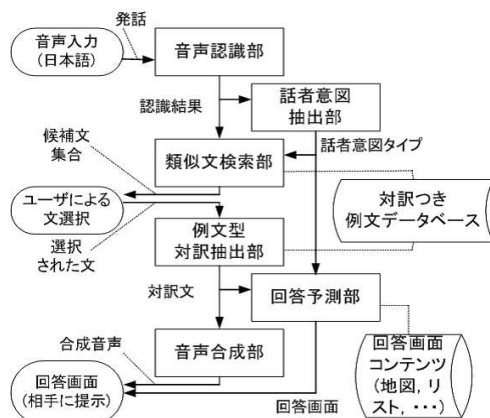 音声入力
(日本語)
発話
音声認識部
認識結果
話者意図
抽出部
話者意図タイプ
候補文
集合
類似文検索部
ユーザによる
文選択
対訳つき
例文データベース
選択
された文
例文型
対訳抽出部
対訳文
回答予測部
合成音声
音声合成部
回答画面
コンテンツ
(地図, リ
スト, ・・・)
回答画面
(相手に提示)
回答画面